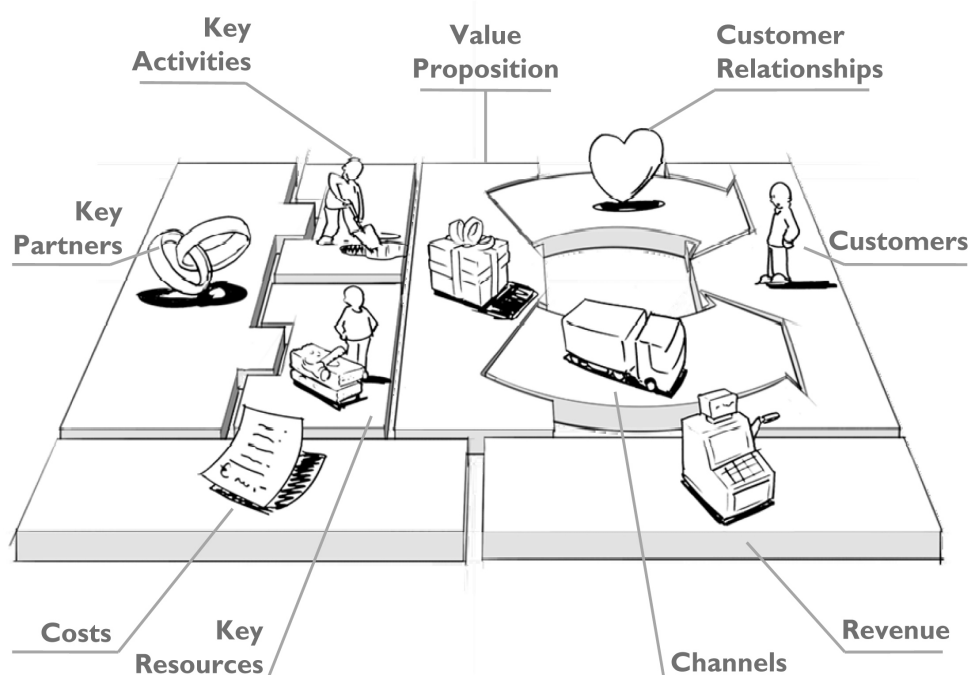 Key
Activities
Value
Proposition
Customer
Relationships
Key
Partners
Customers
€
Costs
Key
Resources
Channels
Revenue